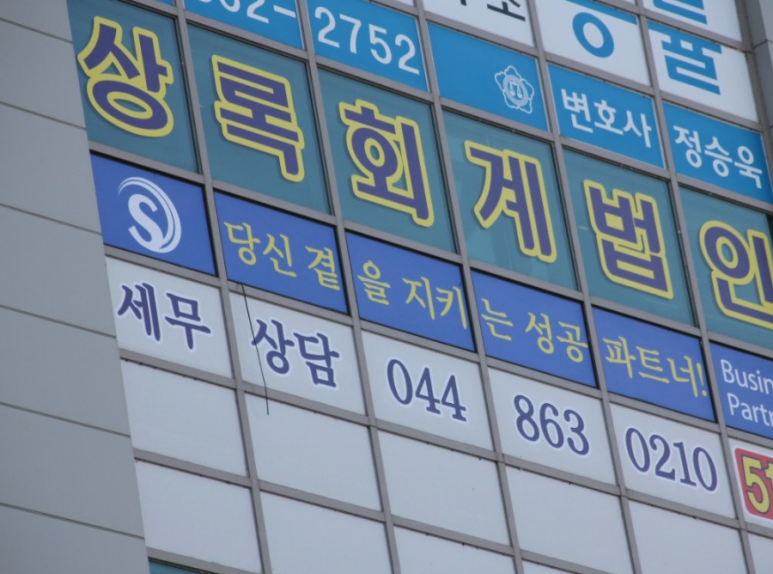 2752
변호사 정승욱
상록회계법인
당신 곁을 지키는 성공 파트너!
세무 상담 044 863 0210